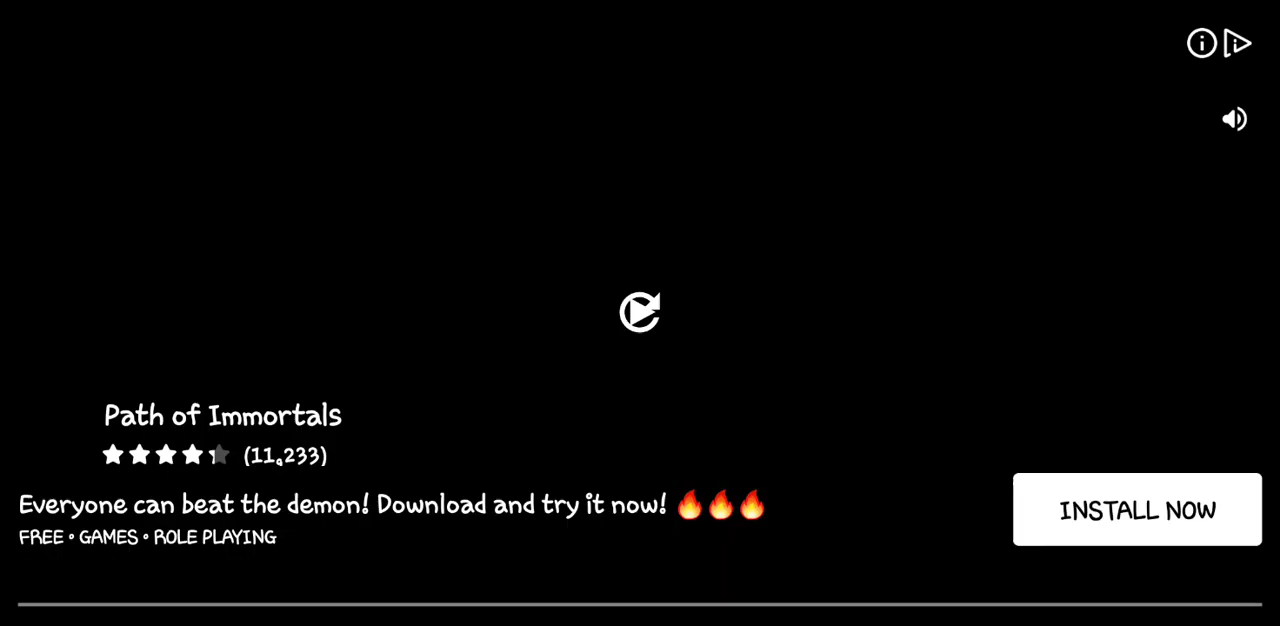 Path of Immortals
(11,233)
Everyone can beat the demon! Download and try it now! 🔥🔥🔥
FREE • GAMES • ROLE PLAYING
INSTALL NOW